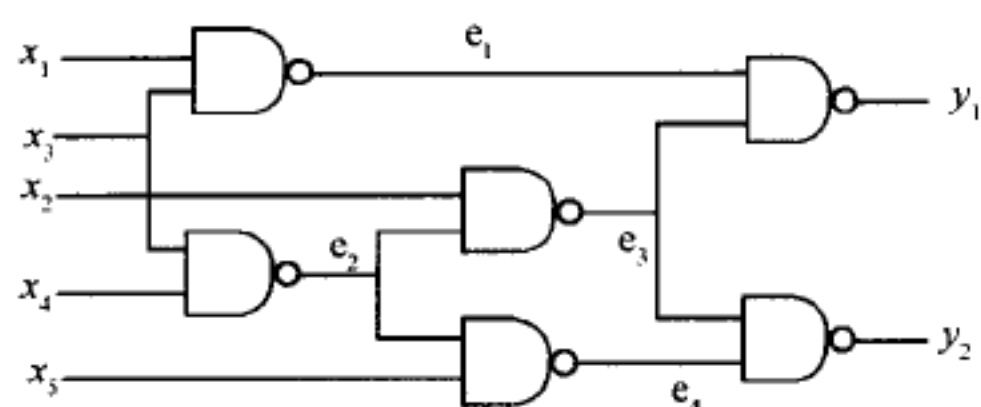 x₁
e₁
y₁
x₃
x₂
e₂
e₃
x₄
y₂
x₅
e₄